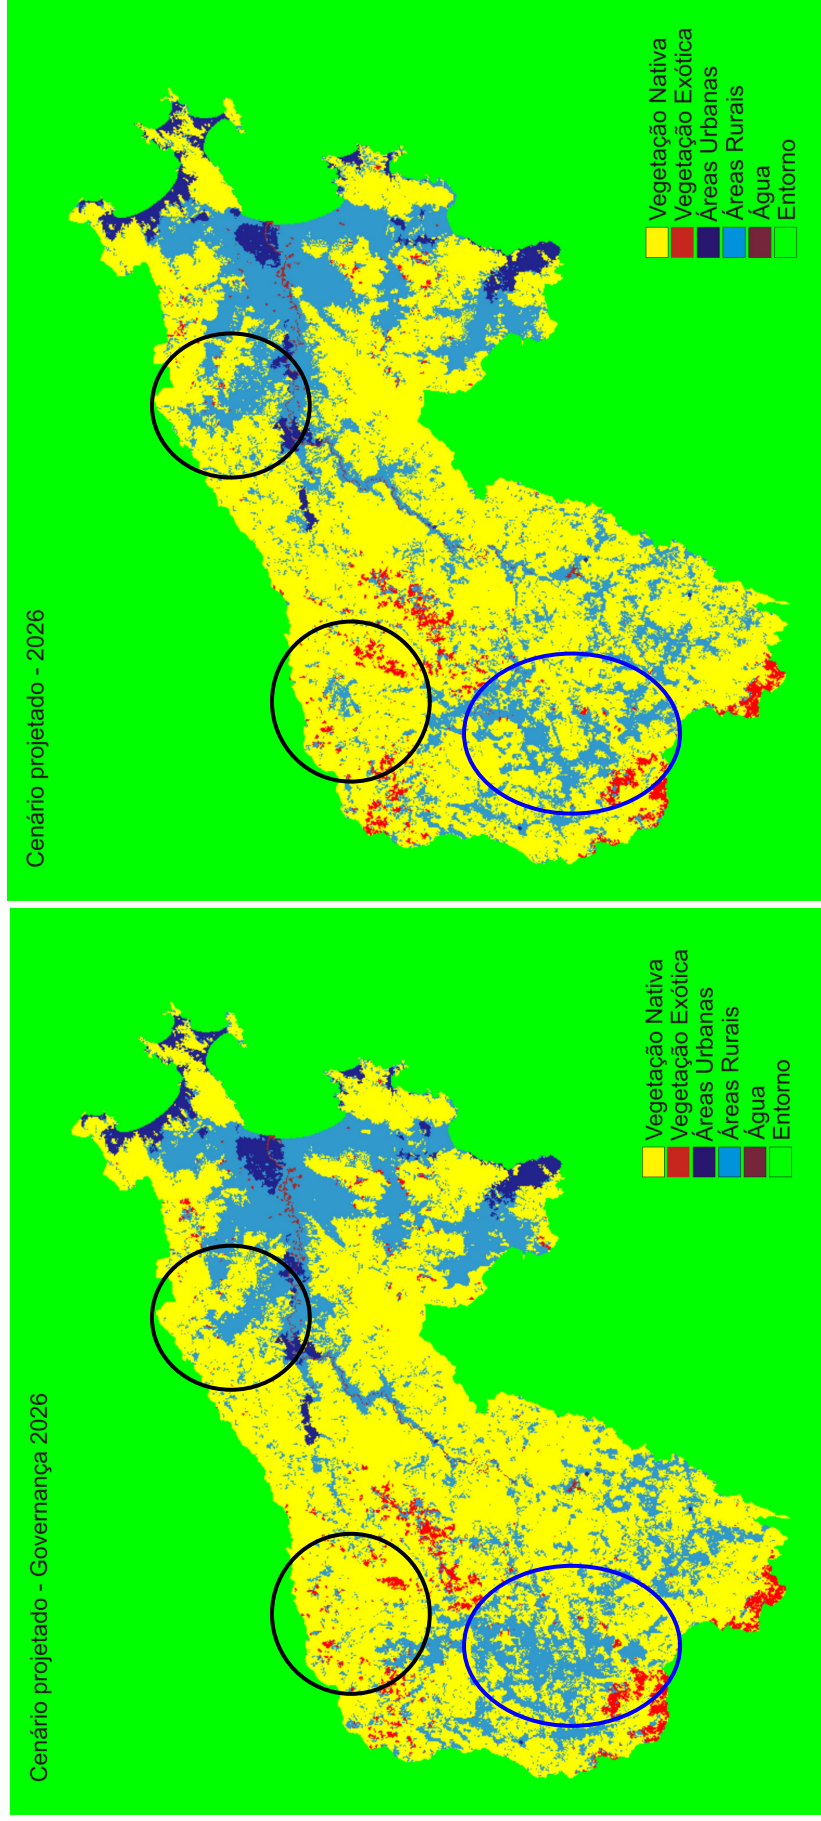 Cenário projetado - 2026
Vegetação Nativa
Vegetação Exótica
Áreas Urbanas
Áreas Rurais
Água
Entorno
Cenário projetado - Governança 2026
Vegetação Nativa
Vegetação Exótica
Áreas Urbanas
Áreas Rurais
Água
Entorno